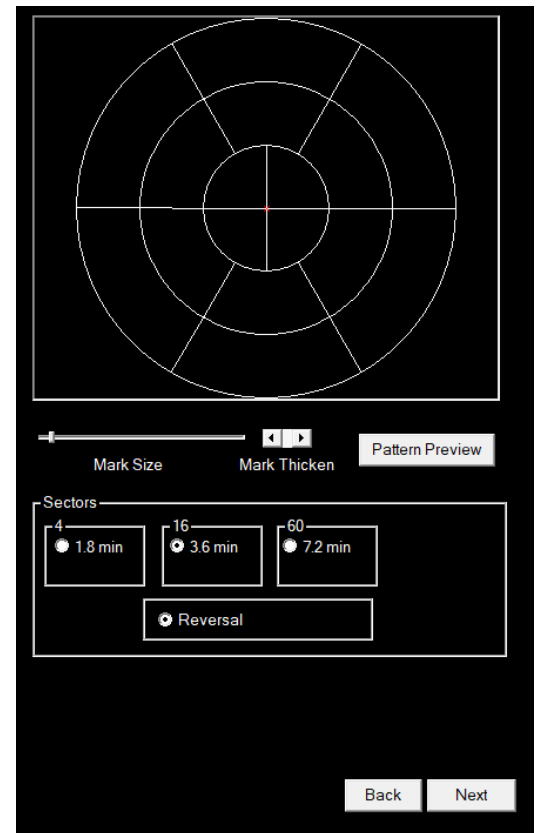 Mark Size
Mark Thicken
Pattern Preview
Sectors
4
1.8 min
16
3.6 min
60
7.2 min
Reversal
Back
Next